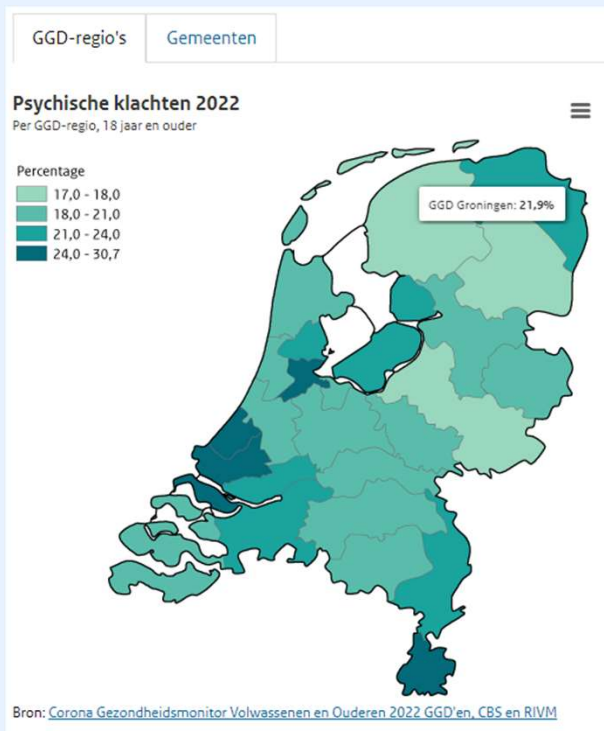 GGD-regio's
Gemeenten
Psychische klachten 2022
Per GGD-regio, 18 jaar en ouder
Percentage
17,0 - 18,0
18,0 - 21,0
21,0 - 24,0
24,0 - 30,7
GGD Groningen: 21,9%
Bron: Corona Gezondheidsmonitor Volwassenen en Ouderen 2022 GGD'en, CBS en RIVM